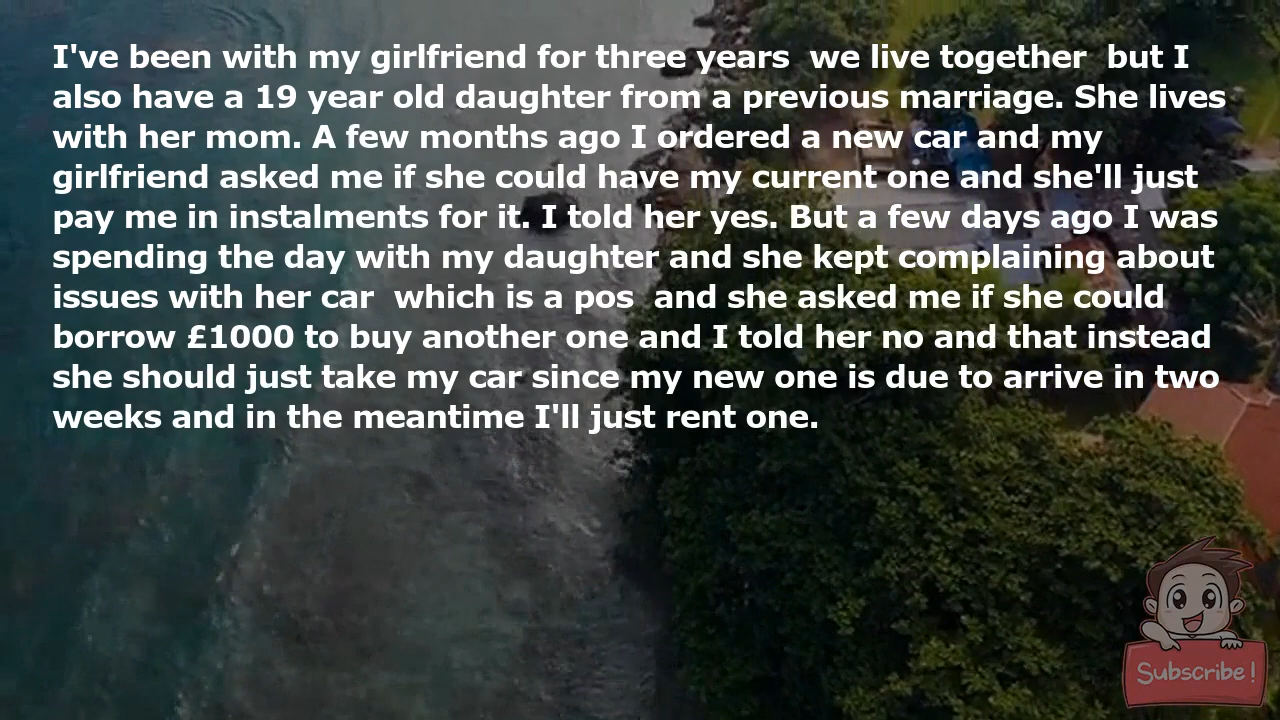 I've been with my girlfriend for three years  we live together  but I
also have a 19 year old daughter from a previous marriage. She lives
with her mom. A few months ago I ordered a new car and my
girlfriend asked me if she could have my current one and she'll just
pay me in instalments for it. I told her yes. But a few days ago I was
spending the day with my daughter and she kept complaining about
issues with her car  which is a pos  and she asked me if she could
borrow £1000 to buy another one and I told her no and that instead
she should just take my car since my new one is due to arrive in two
weeks and in the meantime I'll just rent one.
Subscribe!